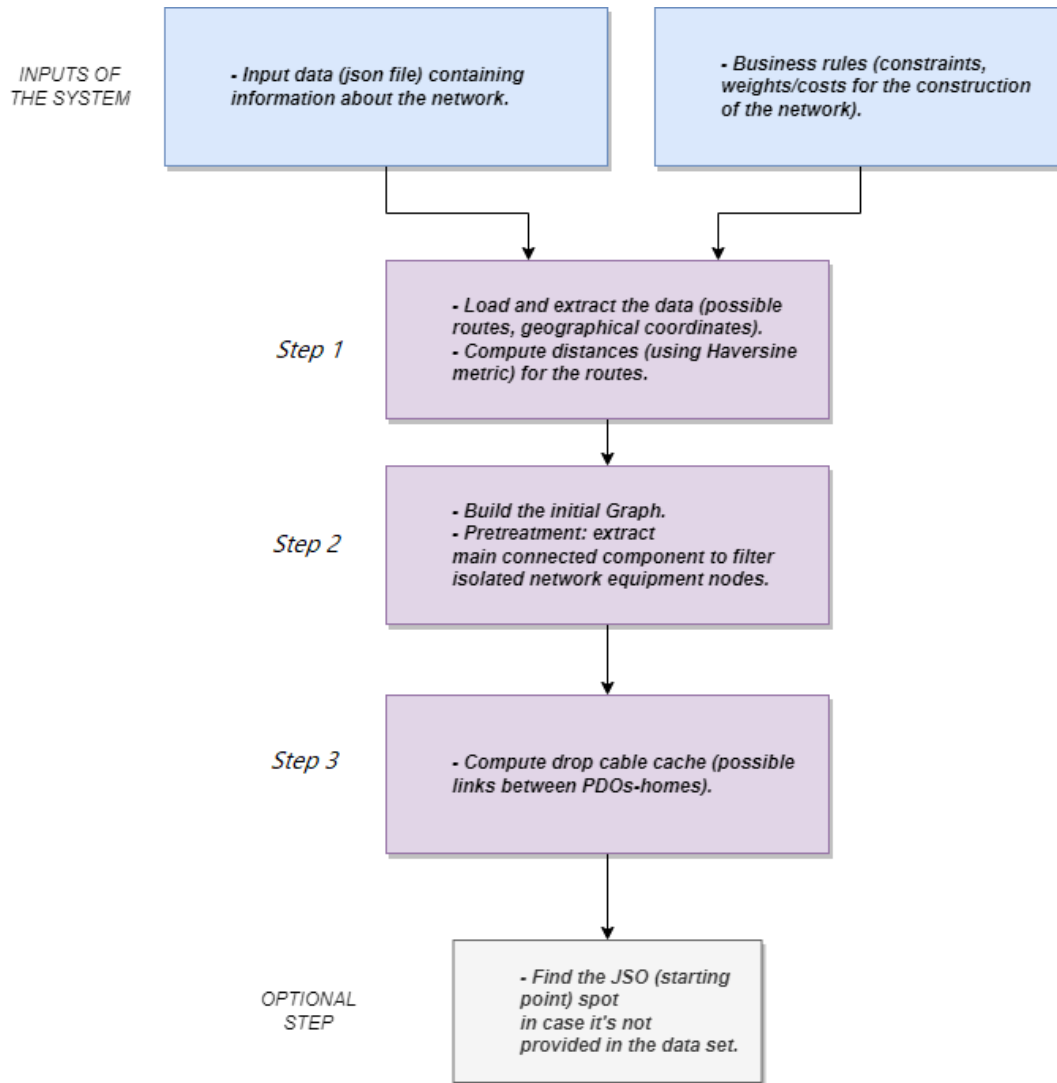 INPUTS OF
THE SYSTEM
- Input data (json file) containing
information about the network.
- Business rules (constraints,
weights/costs for the construction
of the network).
Step 1
- Load and extract the data (possible
routes, geographical coordinates).
- Compute distances (using Haversine
metric) for the routes.
Step 2
- Build the initial Graph.
- Pretreatment: extract
main connected component to filter
isolated network equipment nodes.
Step 3
- Compute drop cable cache (possible
links between PDOs-homes).
OPTIONAL
STEP
- Find the JSO (starting
point) spot
in case it's not
provided in the data set.